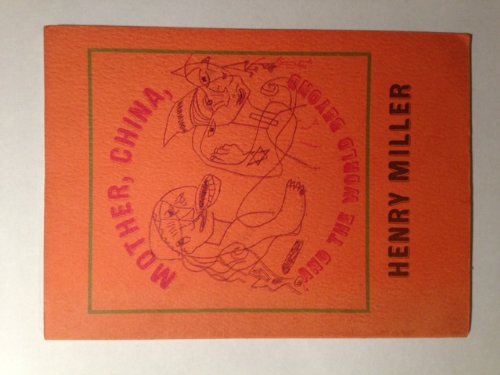 MOTHER, CHINA,
AND THE WORLD BEYOND
HENRY MILLER